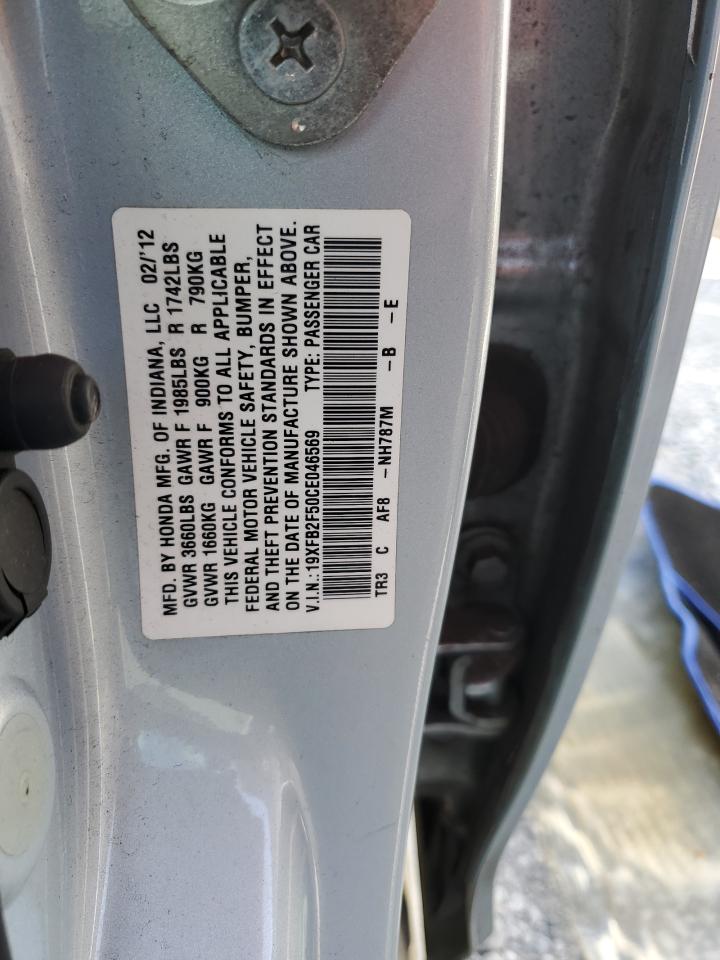 MFD. BY HONDA MFG. OF INDIANA, LLC 02/'12
GVWR 3660LBS GAWR F 1985LBS R 1742LBS
GVWR 1660KG GAWR F 900KG R 790KG
THIS VEHICLE CONFORMS TO ALL APPLICABLE
FEDERAL MOTOR VEHICLE SAFETY, BUMPER,
AND THEFT PREVENTION STANDARDS IN EFFECT
ON THE DATE OF MANUFACTURE SHOWN ABOVE.
V.I.N.: 19XFB2F50CE046569 TYPE: PASSENGER CAR
TR3 C AF8 -NH787M -B -E